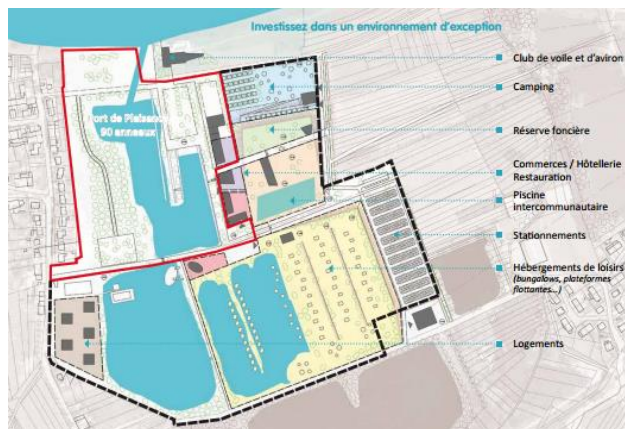 Investissez dans un environnement d'exception
Club de voile et d'aviron
Camping
Port de Plaisance
90 anneaux
Réserve foncière
Commerces / Hôtellerie
Restauration
Piscine
intercommunautaire
Stationnements
Hébergements de loisirs
(bungalows, plateformes
flottantes...)
Logements